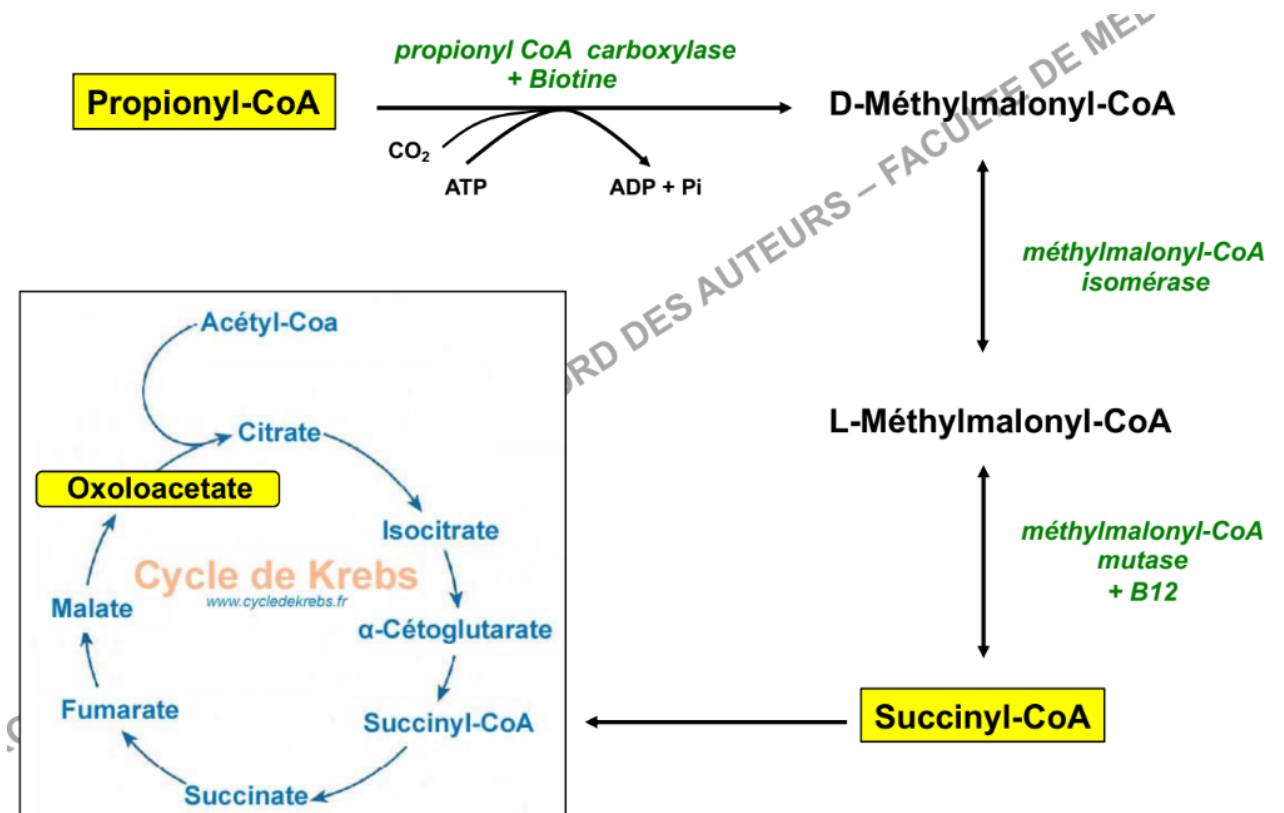 propionyl CoA carboxylase
+ Biotine
Propionyl-CoA
D-Méthylmalonyl-CoA
CO₂
ATP
ADP + Pi
méthylmalonyl-CoA
isomérase
L-Méthylmalonyl-CoA
méthylmalonyl-CoA
mutase
+ B12
Succinyl-CoA
Acétyl-Coa
Citrate
Oxoloacetate
Isocitrate
Cycle de Krebs
www.cycledekrebs.fr
Malate
α-Cétoglutarate
Fumarate
Succinyl-CoA
Succinate
DES AUTEURS – FACULTE DE